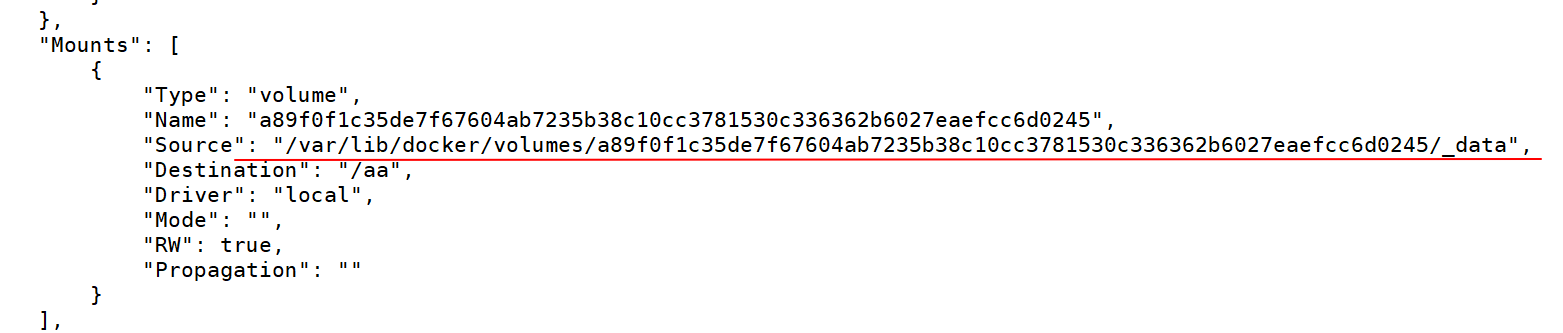 },
"Mounts": [
{
"Type": "volume",
"Name": "a89f0f1c35de7f67604ab7235b38c10cc3781530c336362b6027eaefcc6d0245",
"Source": "/var/lib/docker/volumes/a89f0f1c35de7f67604ab7235b38c10cc3781530c336362b6027eaefcc6d0245/_data",
"Destination": "/aa",
"Driver": "local",
"Mode": "",
"RW": true,
"Propagation": ""
}
],